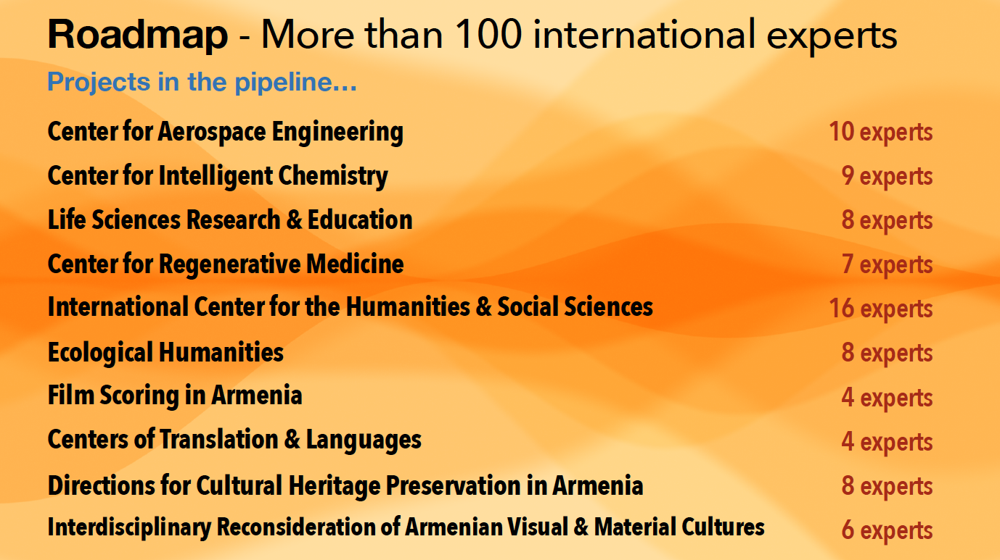 Roadmap - More than 100 international experts
Projects in the pipeline...
Center for Aerospace Engineering 10 experts
Center for Intelligent Chemistry 9 experts
Life Sciences Research & Education 8 experts
Center for Regenerative Medicine 7 experts
International Center for the Humanities & Social Sciences 16 experts
Ecological Humanities 8 experts
Film Scoring in Armenia 4 experts
Centers of Translation & Languages 4 experts
Directions for Cultural Heritage Preservation in Armenia 8 experts
Interdisciplinary Reconsideration of Armenian Visual & Material Cultures 6 experts